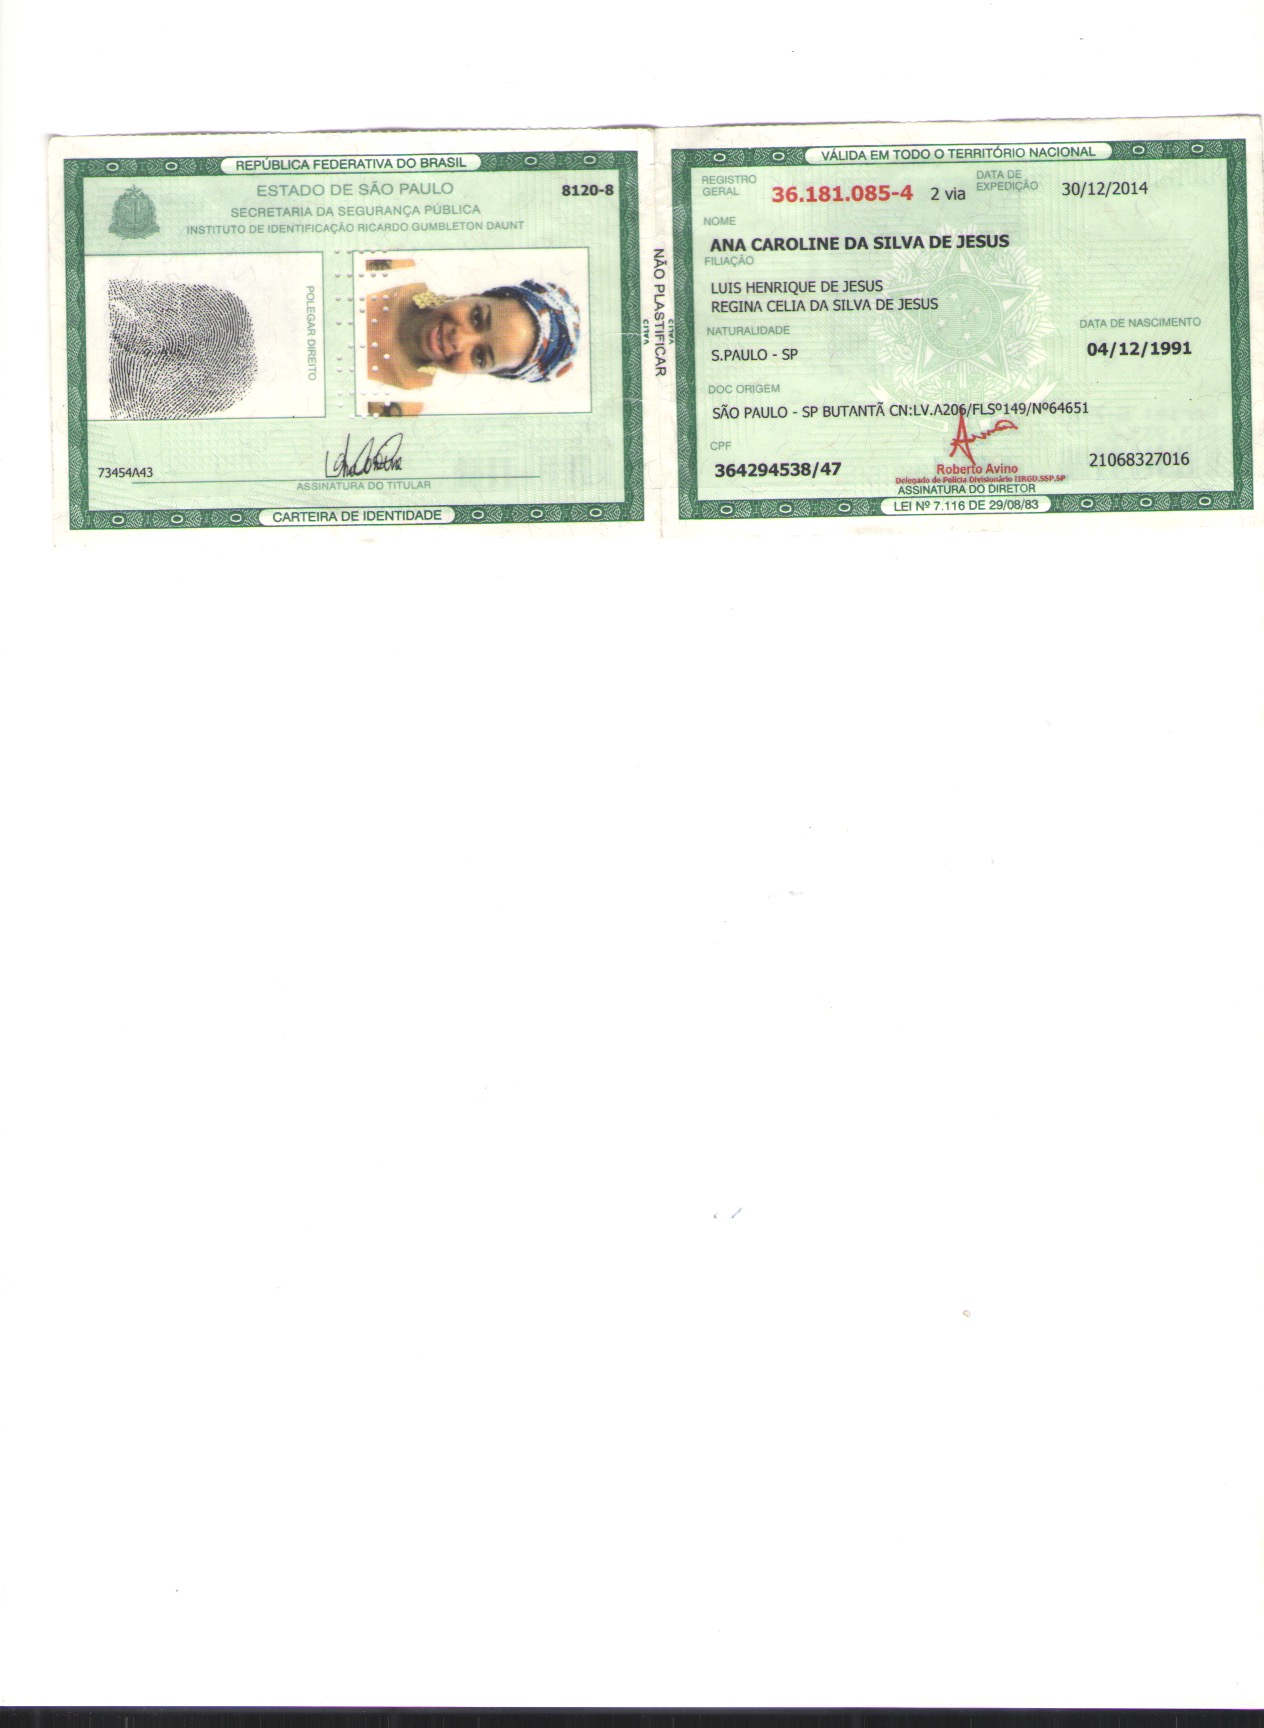 REPÚBLICA FEDERATIVA DO BRASIL
ESTADO DE SÃO PAULO
8120-8
SECRETARIA DA SEGURANÇA PÚBLICA
INSTITUTO DE IDENTIFICAÇÃO RICARDO GUMBLETON DAUNT
POLEGAR DIREITO
73454A43
ASSINATURA DO TITULAR
CARTEIRA DE IDENTIDADE
NÃO PLASTIFICAR
VÁLIDA EM TODO O TERRITÓRIO NACIONAL
REGISTRO GERAL 36.181.085-4 2 via DATA DE EXPEDIÇÃO 30/12/2014
NOME
ANA CAROLINE DA SILVA DE JESUS
FILIAÇÃO
LUIS HENRIQUE DE JESUS
REGINA CELIA DA SILVA DE JESUS
NATURALIDADE
DATA DE NASCIMENTO
S.PAULO - SP
04/12/1991
DOC ORIGEM
SÃO PAULO - SP BUTANTÃ CN:LV.A206/FLSº149/Nº64651
CPF
364294538/47
21068327016
Roberto Avino
Delegado de Polícia Divisionário IIRGD.SSP.SP
ASSINATURA DO DIRETOR
LEI Nº 7.116 DE 29/08/83